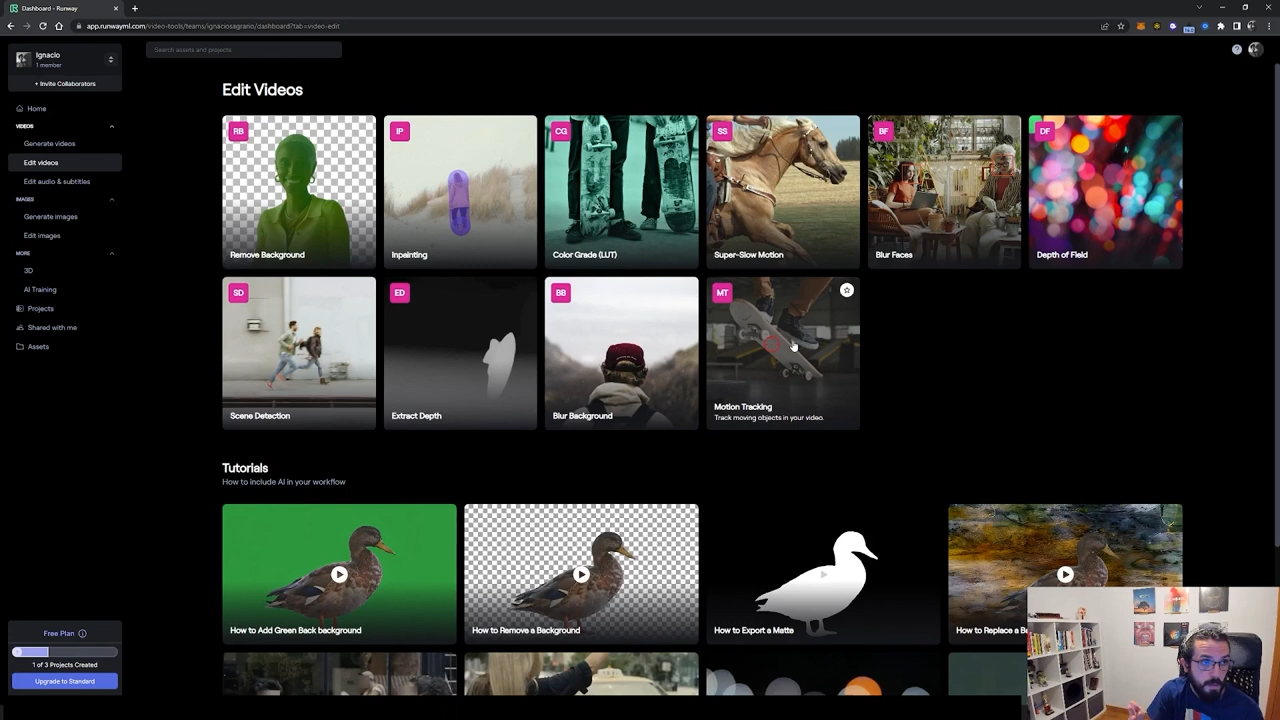 Dashboard - Runway
app.runwayml.com/video-tools/teams/ignaciosagrario/dashboard?tab=video-edit
Ignacio
1 member
+ Invite Collaborators
Search assets and projects
Home
VIDEOS
Generate videos
Edit videos
Edit audio & subtitles
IMAGES
Generate images
Edit images
MORE
3D
AI Training
Projects
Shared with me
Assets
Edit Videos
RB
Remove Background
IP
Inpainting
CG
Color Grade (LUT)
SS
Super-Slow Motion
BF
Blur Faces
DF
Depth of Field
SD
Scene Detection
ED
Extract Depth
BB
Blur Background
MT
Motion Tracking
Track moving objects in your video.
Tutorials
How to include AI in your workflow
How to Add Green Back background
How to Remove a Background
How to Export a Matte
How to Replace a Ba
Free Plan
1 of 3 Projects Created
Upgrade to Standard